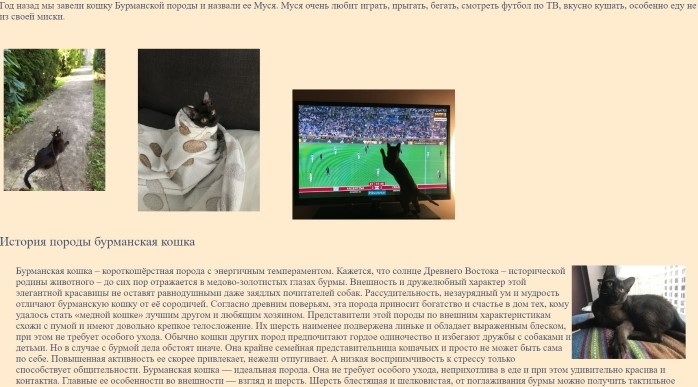 Год назад мы завели кошку Бурманской породы и назвали ее Муся. Муся очень любит играть, прыгать, бегать, смотреть футбол по ТВ, вкусно кушать, особенно еду не
из своей миски.
История породы бурманская кошка
Бурманская кошка – короткошёрстная порода с энергичным темпераментом. Кажется, что солнце Древнего Востока – исторической
родины животного – до сих пор отражается в медово-золотистых глазах бурмы. Внешность и дружелюбный характер этой
элегантной красавицы не оставят равнодушными даже заядлых почитателей собак. Рассудительность, незаурядный ум и мудрость
отличают бурманскую кошку от её сородичей. Согласно древним поверьям, эта порода приносит богатство и счастье в дом тех, кому
удалось стать «медной кошке» лучшим другом и любящим хозяином. Представители этой породы по внешним характеристикам
схожи с пумой и имеют довольно крепкое телосложение. Их шерсть наименее подвержена линьке и обладает выраженным блеском,
при этом не требует особого ухода. Обычно кошки других пород предпочитают гордое одиночество и избегают дружбы с собаками и
детьми. Но в случае с бурмой дела обстоят иначе. Она крайне семейная представительница кошачьих и просто не может быть сама
по себе. Повышенная активность ее скорее привлекает, нежели отпугивает. А низкая восприимчивость к стрессу только
способствует общительности. Бурманская кошка — идеальная порода. Она не требует особого ухода, неприхотлива в еде и при этом удивительно красива и
контактна. Главные ее особенности во внешности — взгляд и шерсть. Шерсть блестящая и шелковистая, от поглаживания бурмы можно получить тактильное